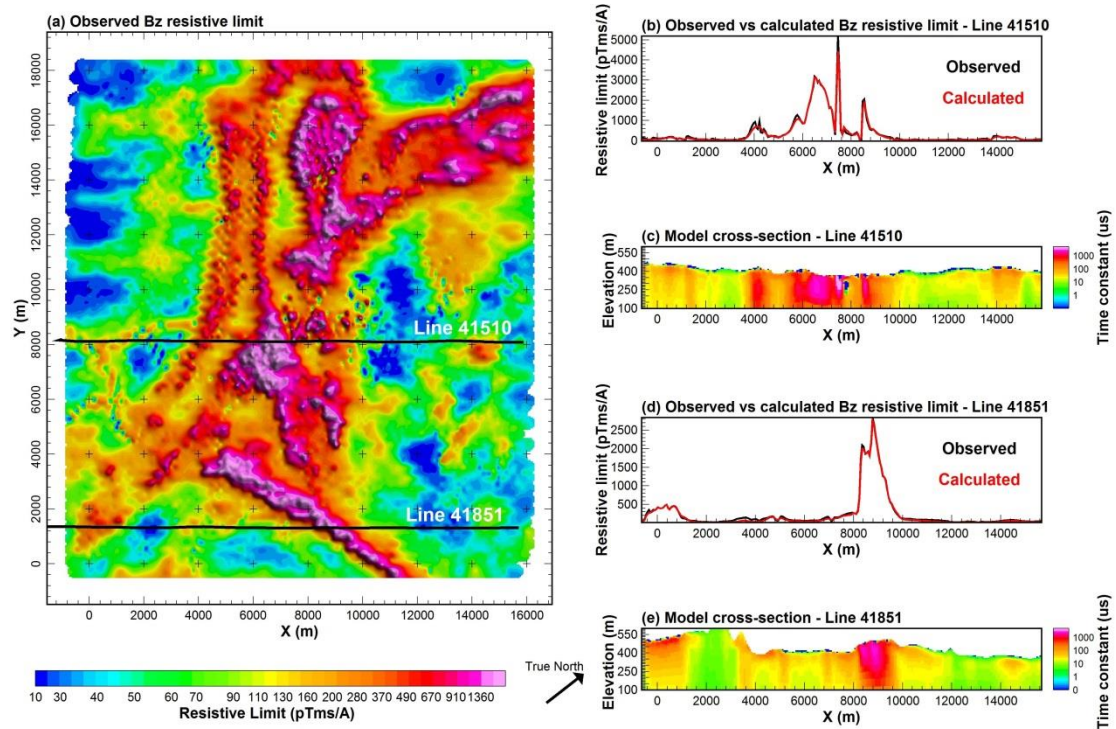 (a) Observed Bz resistive limit
Y (m)
18000
16000
14000
12000
10000
8000
6000
4000
2000
0
Line 41510
Line 41851
0 2000 4000 6000 8000 10000 12000 14000 16000
X (m)
10 30 40 50 60 70 90 110 130 160 200 280 370 490 670 910 1360
Resistive Limit (pTms/A)
True North
(b) Observed vs calculated Bz resistive limit - Line 41510
Resistive limit (pTms/A)
5000
4000
3000
2000
1000
0
Observed
Calculated
0 2000 4000 6000 8000 10000 12000 14000
X (m)
(c) Model cross-section - Line 41510
Elevation (m)
550
400
250
100
0 2000 4000 6000 8000 10000 12000 14000
X (m)
Time constant (us)
1000
100
10
1
(d) Observed vs calculated Bz resistive limit - Line 41851
Resistive limit (pTms/A)
2500
2000
1500
1000
500
0
Observed
Calculated
0 2000 4000 6000 8000 10000 12000 14000
X (m)
(e) Model cross-section - Line 41851
Elevation (m)
550
400
250
100
0 2000 4000 6000 8000 10000 12000 14000
X (m)
Time constant (us)
1000
100
10
1
0